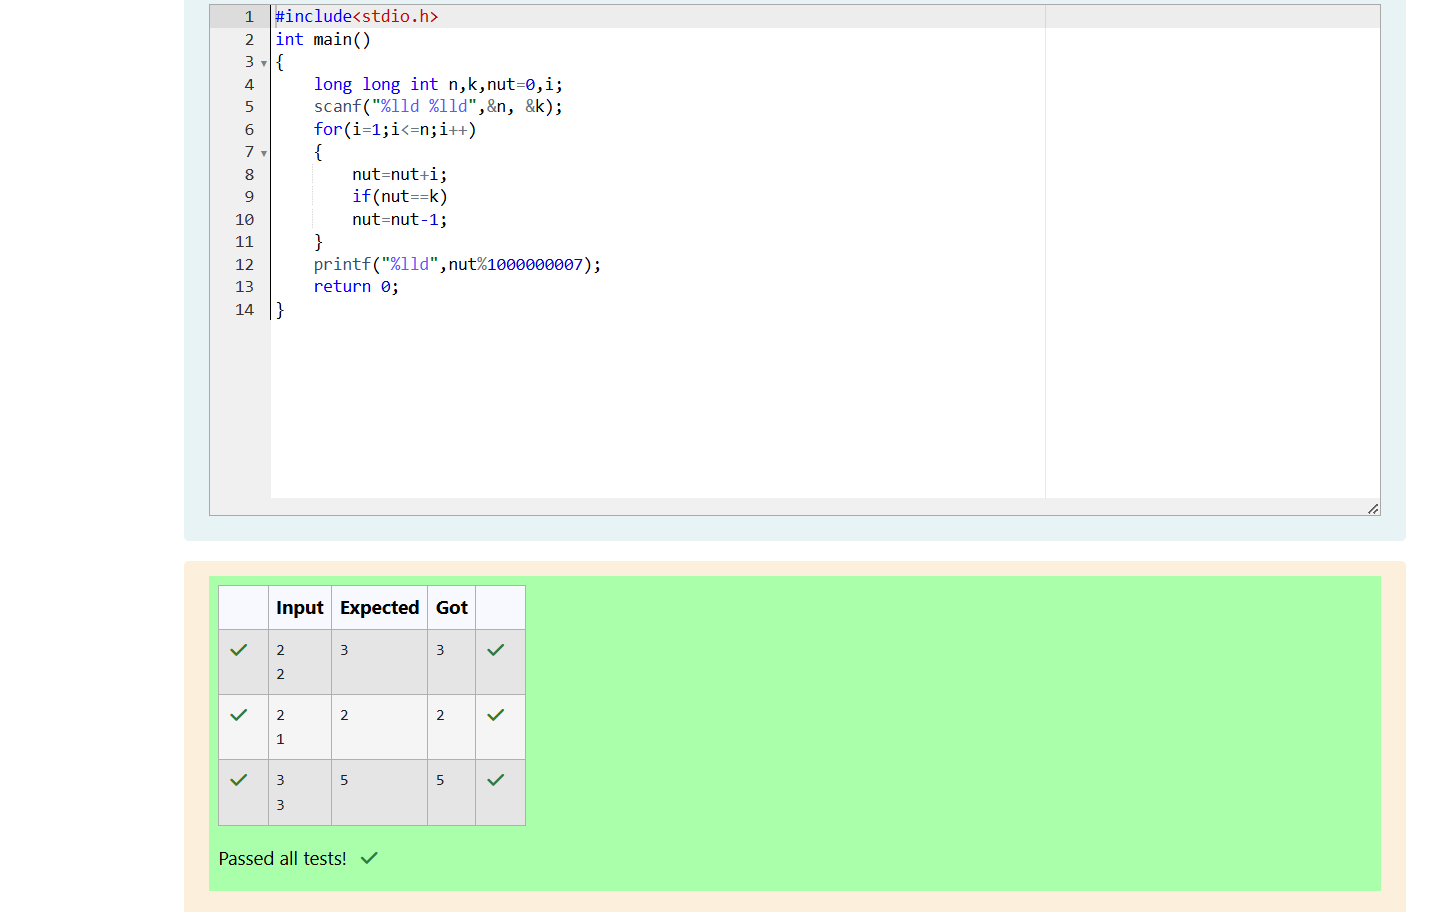 1 #include<stdio.h>
2 int main()
3 {
4 long long int n,k,nut=0,i;
5 scanf("%lld %lld",&n, &k);
6 for(i=1;i<=n;i++)
7 {
8 nut=nut+i;
9 if(nut==k)
10 nut=nut-1;
11 }
12 printf("%lld",nut%1000000007);
13 return 0;
14 }
Input Expected Got
2 3 3
2
2 2 2
1
3 5 5
3
Passed all tests!